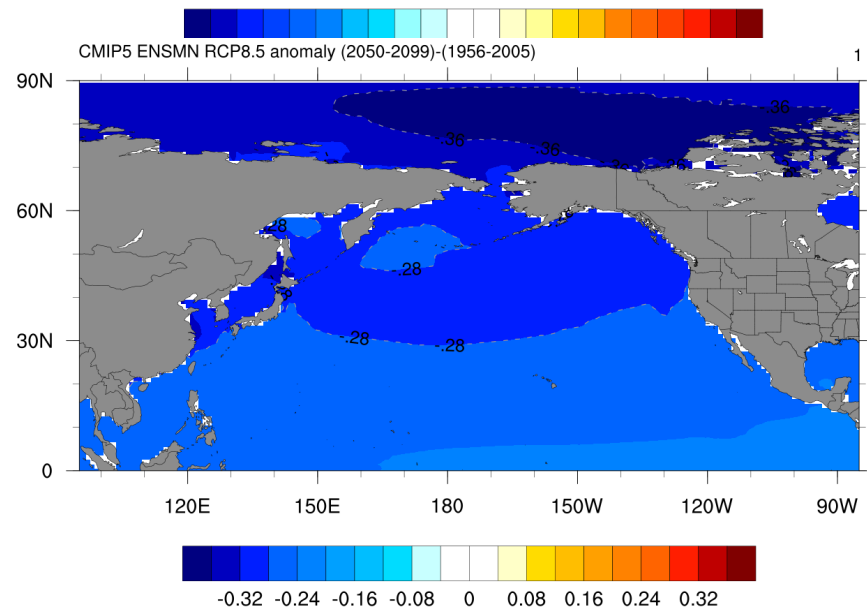 CMIP5 ENSMN RCP8.5 anomaly (2050-2099)-(1956-2005)
1
90N
60N
30N
0
-.36
-.36
-.36
-.28
-.28
-.28
-.28
120E 150E 180 150W 120W 90W
-0.32 -0.24 -0.16 -0.08 0 0.08 0.16 0.24 0.32